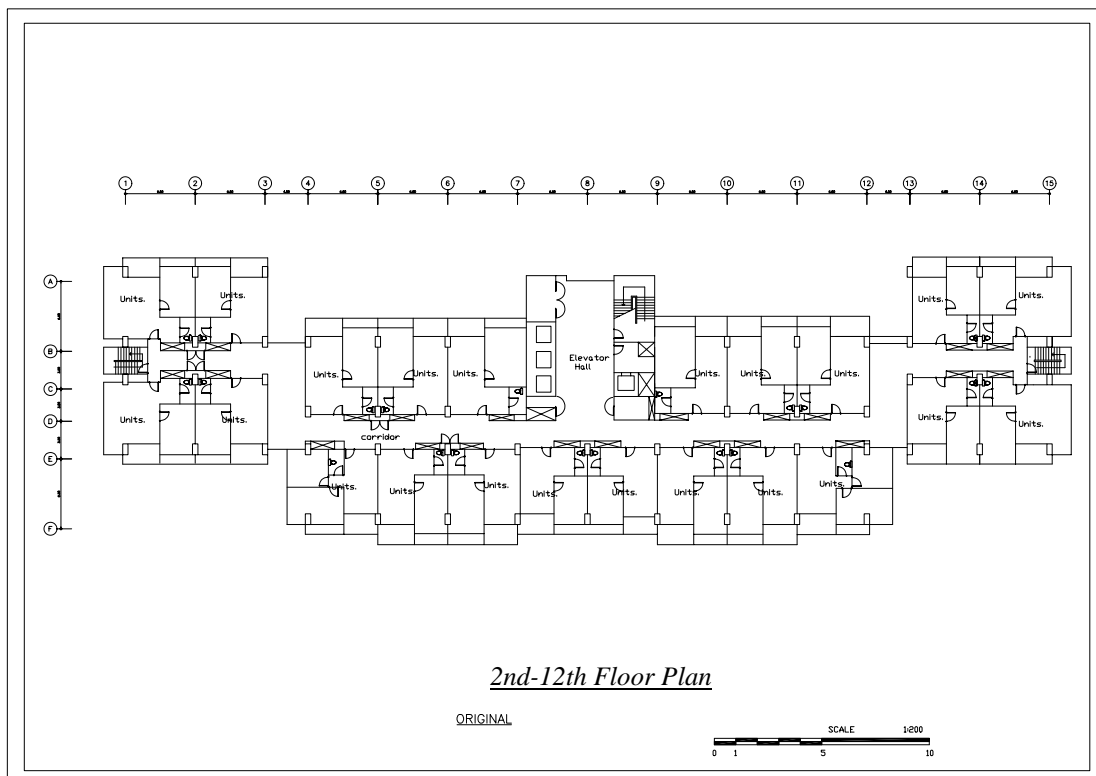 1 2 3 4 5 6 7 8 9 10 11 12 13 14 15
A
Units. Units. Units. Units.
B
Elevator
Hall
Units. Units. Units. Units. Units. Units.
C
D
Units. Units. Units. Units.
corridor
E
Units. Units. Units. Units. Units. Units. Units. Units.
F
2nd-12th Floor Plan
ORIGINAL
SCALE 1:200
0 1 5 10